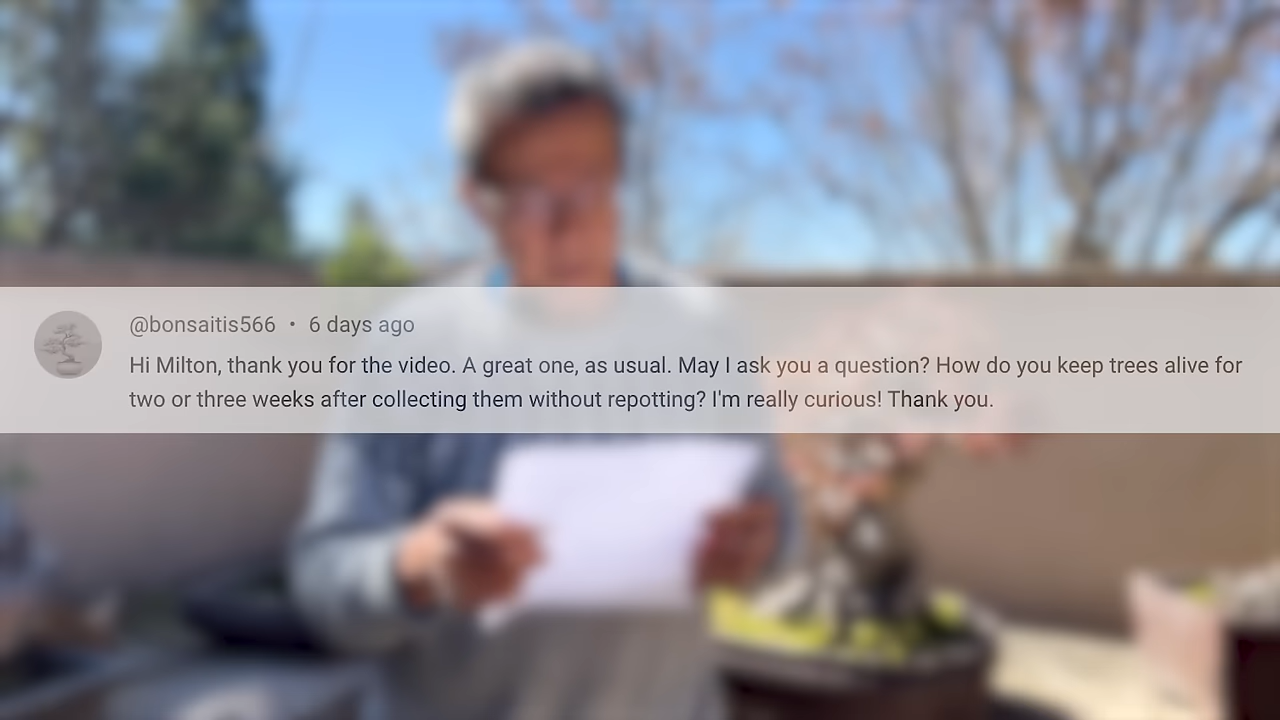 @bonsaitis566 • 6 days ago
Hi Milton, thank you for the video. A great one, as usual. May I ask you a question? How do you keep trees alive for
two or three weeks after collecting them without repotting? I'm really curious! Thank you.